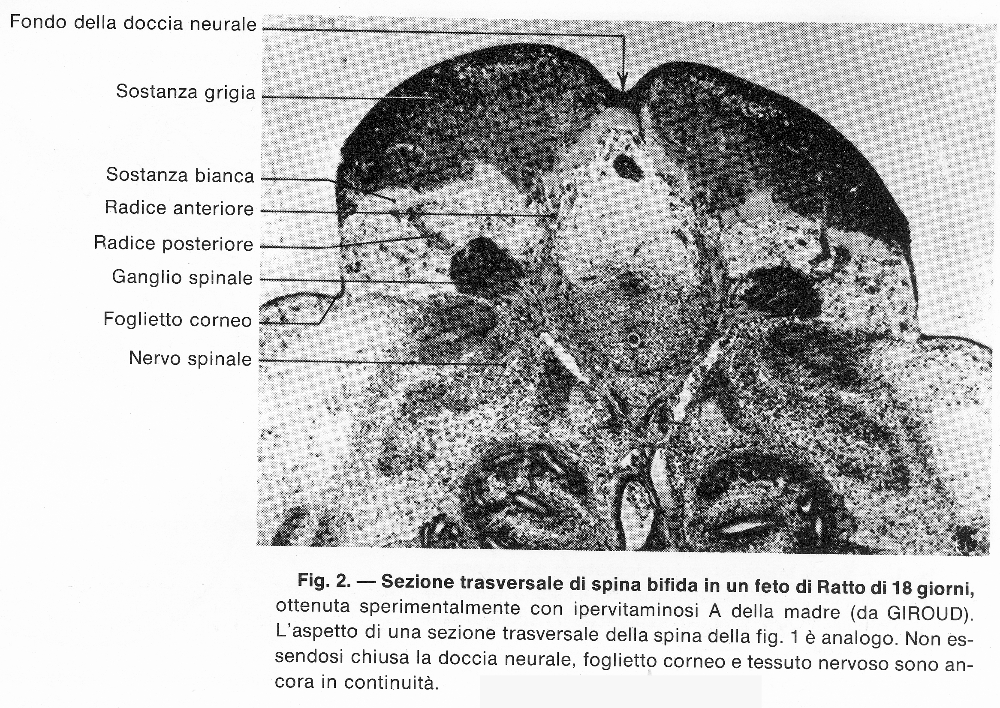 Fondo della doccia neurale
Sostanza grigia
Sostanza bianca
Radice anteriore
Radice posteriore
Ganglio spinale
Foglietto corneo
Nervo spinale
Fig. 2. — Sezione trasversale di spina bifida in un feto di Ratto di 18 giorni,
ottenuta sperimentalmente con ipervitaminosi A della madre (da GIROUD).
L'aspetto di una sezione trasversale della spina della fig. 1 è analogo. Non es-
sendosi chiusa la doccia neurale, foglietto corneo e tessuto nervoso sono an-
cora in continuità.